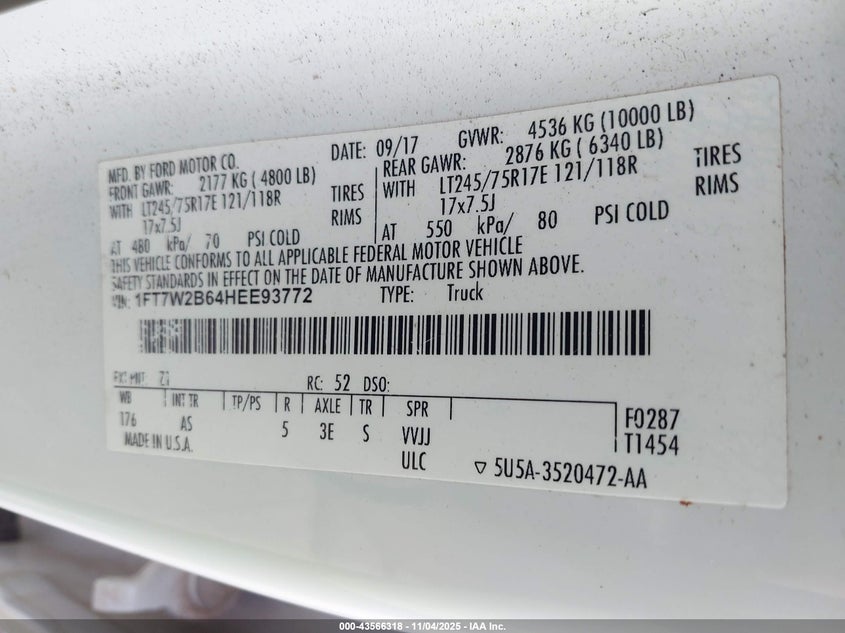 MFD. BY FORD MOTOR CO.
DATE: 09/17 GVWR: 4536 KG (10000 LB)
FRONT GAWR: 2177 KG ( 4800 LB)
REAR GAWR: 2876 KG ( 6340 LB)
WITH LT245/75R17E 121/118R TIRES
WITH LT245/75R17E 121/118R TIRES
17x7.5J RIMS
17x7.5J RIMS
AT 480 kPa/ 70 PSI COLD
AT 550 kPa/ 80 PSI COLD
THIS VEHICLE CONFORMS TO ALL APPLICABLE FEDERAL MOTOR VEHICLE
SAFETY STANDARDS IN EFFECT ON THE DATE OF MANUFACTURE SHOWN ABOVE.
VIN: 1FT7W2B64HEE93772 TYPE: Truck
EXT PNT: Z1 RC: 52 DSO:
WB INT TR TP/PS R AXLE TR SPR
176 AS 5 3E S VVJJ F0287
MADE IN U.S.A. ULC T1454
▽ 5U5A-3520472-AA
000-43566318 - 11/04/2025 - IAA Inc.